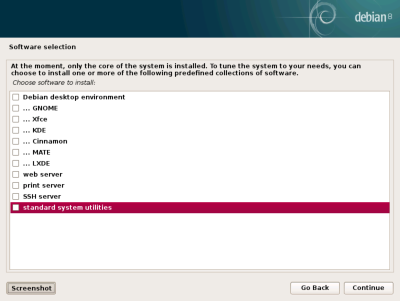 debian 8
Software selection
At the moment, only the core of the system is installed. To tune the system to your needs, you can
choose to install one or more of the following predefined collections of software.
Choose software to install:
Debian desktop environment
... GNOME
... Xfce
... KDE
... Cinnamon
... MATE
... LXDE
web server
print server
SSH server
standard system utilities
Screenshot
Go Back
Continue